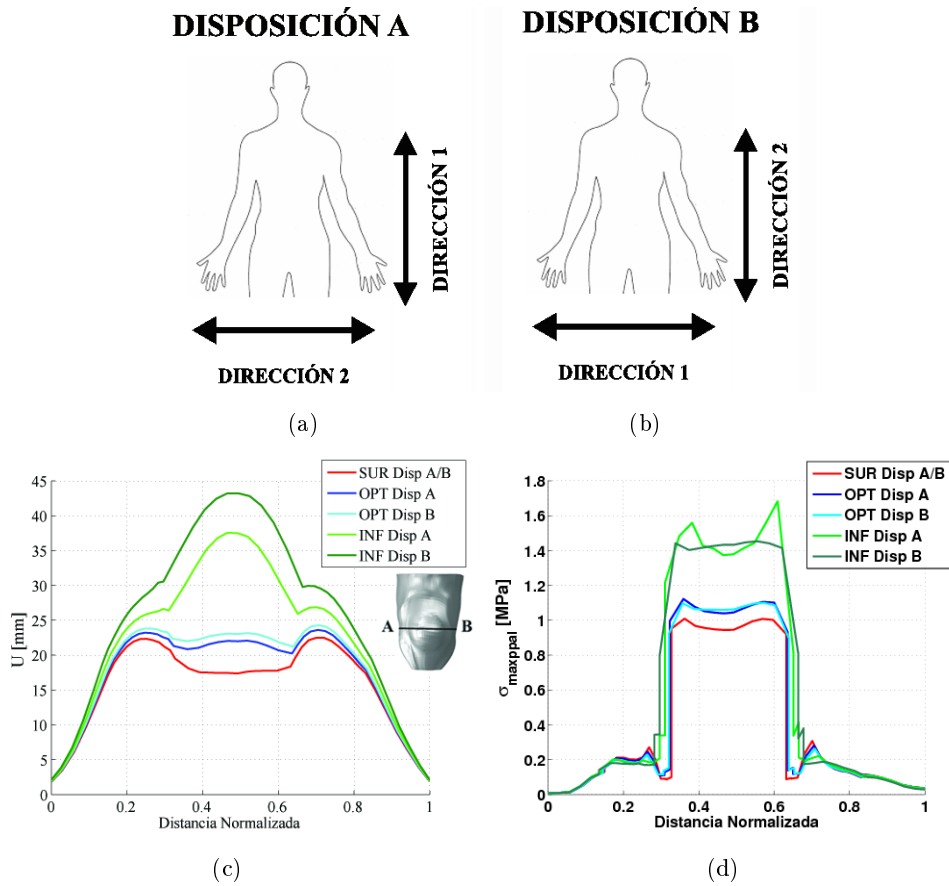 DISPOSICIÓN A
DISPOSICIÓN B
DIRECCIÓN 1
DIRECCIÓN 2
DIRECCIÓN 2
DIRECCIÓN 1
(a)
(b)
SUR Disp A/B
OPT Disp A
OPT Disp B
INF Disp A
INF Disp B
45
40
35
30
25
20
15
10
5
0
U [mm]
0
0.2
0.4
0.6
0.8
1
Distancia Normalizada
A
B
(c)
SUR Disp A/B
OPT Disp A
OPT Disp B
INF Disp A
INF Disp B
1.8
1.6
1.4
1.2
1
0.8
0.6
0.4
0.2
0
σmaxppal [MPa]
0
0.2
0.4
0.6
0.8
1
Distancia Normalizada
(d)